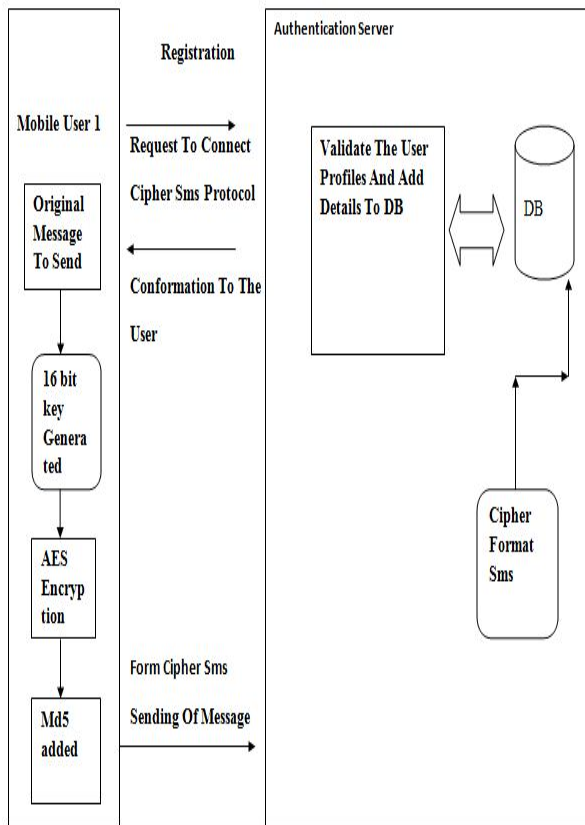 Authentication Server
Registration
Mobile User 1
Request To Connect
Cipher Sms Protocol
Conformation To The
User
Original
Message
To Send
16 bit
key
Genera
ted
AES
Encryp
tion
Md5
added
Form Cipher Sms
Sending Of Message
Validate The User
Profiles And Add
Details To DB
DB
Cipher
Format
Sms